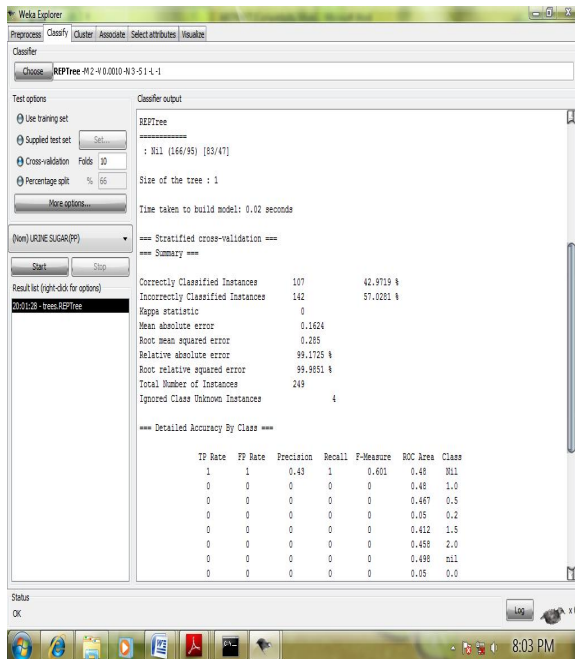 Weka Explorer
Preprocess Classify Cluster Associate Select attributes Visualize
Classifier
Choose REPTree -M 2 -V 0.0010 -N 3 -S 1 -L -1
Test options
Use training set
Supplied test set Set...
Cross-validation Folds 10
Percentage split % 66
More options...
(Nom) URINE SUGAR(PP)
Start Stop
Result list (right-click for options)
20:01:28 - trees.REPTree
Classifier output
REPTree
============
: Nil (166/95) [83/47]
Size of the tree : 1
Time taken to build model: 0.02 seconds
=== Stratified cross-validation ===
=== Summary ===
Correctly Classified Instances 107 42.9719 %
Incorrectly Classified Instances 142 57.0281 %
Kappa statistic 0
Mean absolute error 0.1624
Root mean squared error 0.285
Relative absolute error 99.1725 %
Root relative squared error 99.9851 %
Total Number of Instances 249
Ignored Class Unknown Instances 4
=== Detailed Accuracy By Class ===
TP Rate FP Rate Precision Recall F-Measure ROC Area Class
1 1 0.43 1 0.601 0.48 Nil
0 0 0 0 0 0.48 1.0
0 0 0 0 0 0.467 0.5
0 0 0 0 0 0.05 0.2
0 0 0 0 0 0.412 1.5
0 0 0 0 0 0.458 2.0
0 0 0 0 0 0.498 nil
0 0 0 0 0 0.05 0.0
Status
OK
Log x
8:03 PM